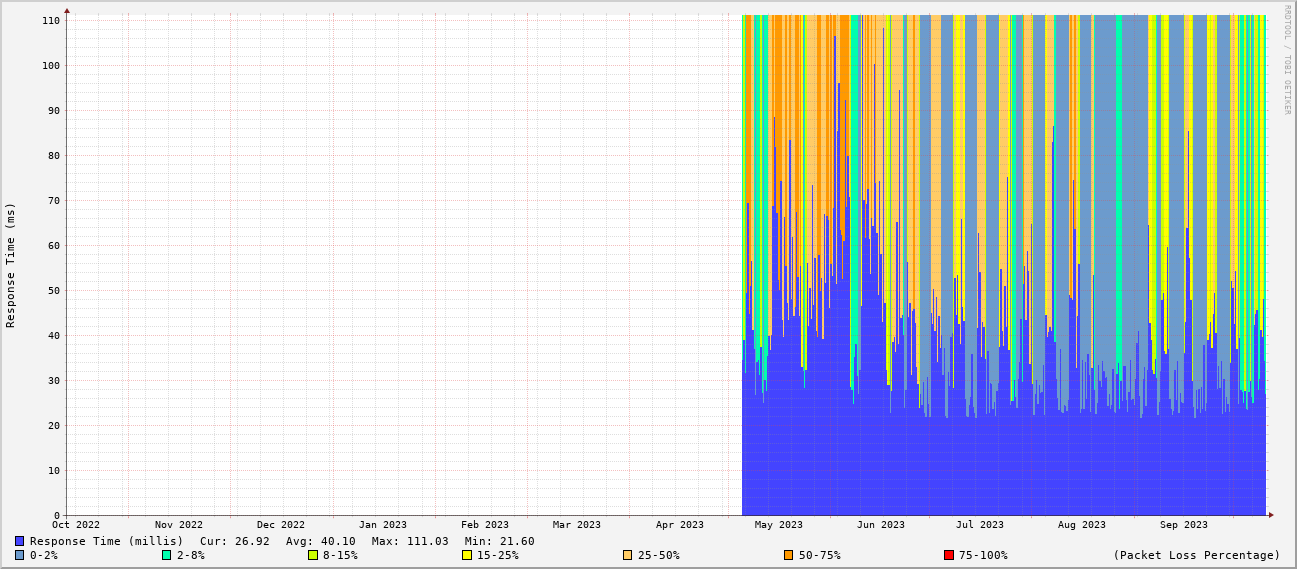 RRDTOOL / TOBI OETIKER
Response Time (ms)
110
100
90
80
70
60
50
40
30
20
10
0
Oct 2022 Nov 2022 Dec 2022 Jan 2023 Feb 2023 Mar 2023 Apr 2023 May 2023 Jun 2023 Jul 2023 Aug 2023 Sep 2023
Response Time (millis) Cur: 26.92 Avg: 40.10 Max: 111.03 Min: 21.60
0-2% 2-8% 8-15% 15-25% 25-50% 50-75% 75-100% (Packet Loss Percentage)